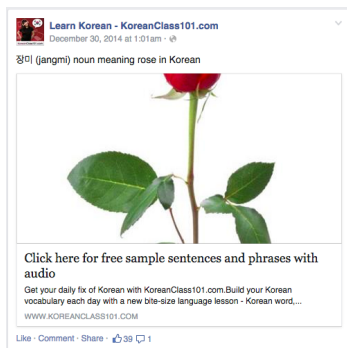 Learn Korean - KoreanClass101.com
December 30, 2014 at 1:01am ·
장미 (jangmi) noun meaning rose in Korean
Click here for free sample sentences and phrases with
audio
Get your daily fix of Korean with KoreanClass101.com.Build your Korean
vocabulary each day with a new bite-size language lesson - Korean word,...
WWW.KOREANCLASS101.COM
Like · Comment · Share · 39 1